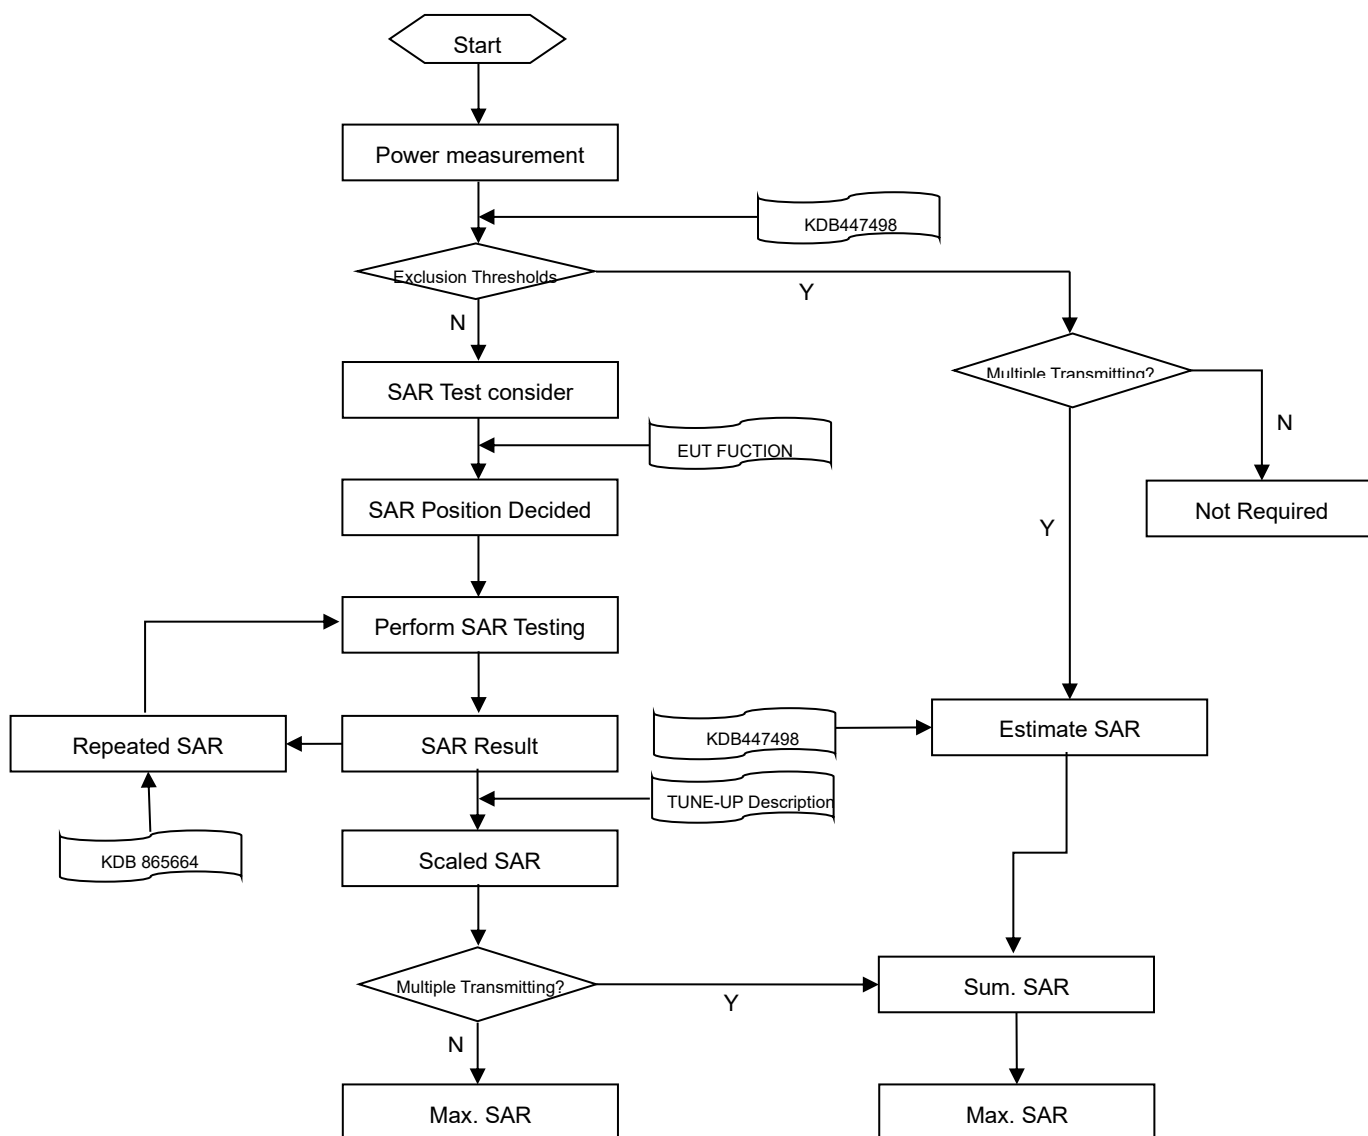 Start
Power measurement
KDB447498
Exclusion Thresholds
Y
N
Multiple Transmitting?
SAR Test consider
N
EUT FUCTION
SAR Position Decided
Not Required
Y
Perform SAR Testing
Repeated SAR
SAR Result
KDB447498
Estimate SAR
TUNE-UP Description
KDB 865664
Scaled SAR
Multiple Transmitting?
Y
Sum. SAR
N
Max. SAR
Max. SAR